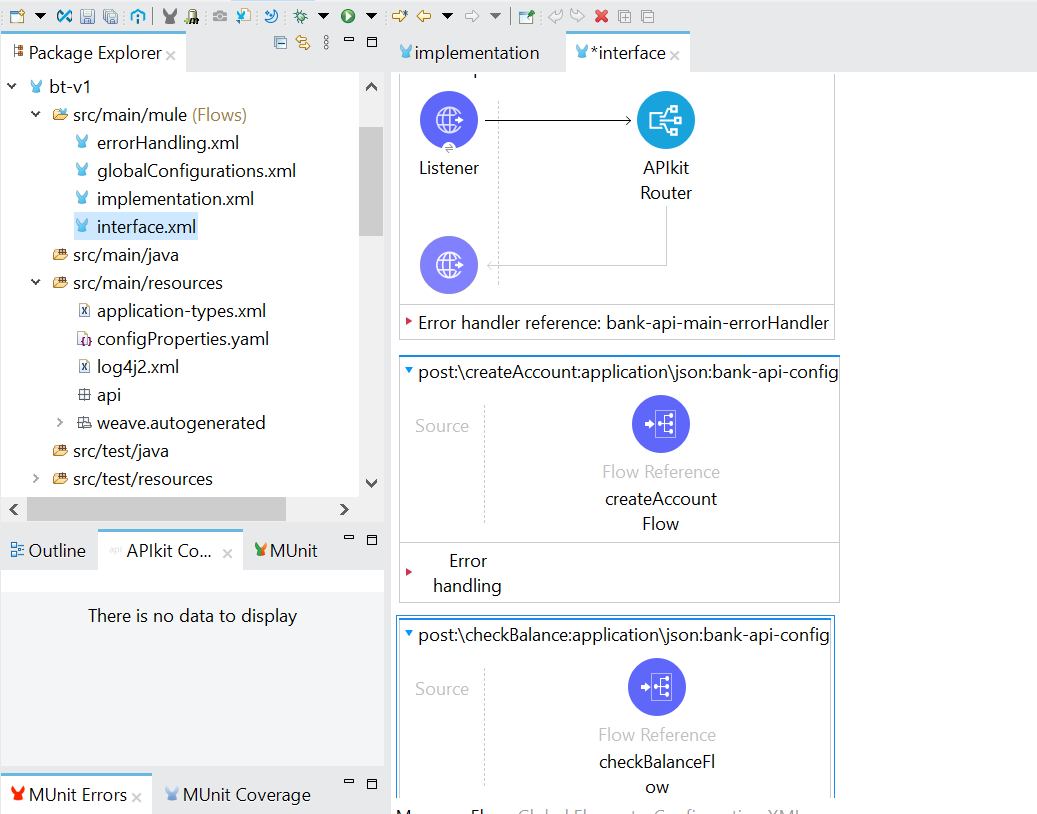 Package Explorer
implementation
*interface
bt-v1
src/main/mule (Flows)
errorHandling.xml
globalConfigurations.xml
implementation.xml
interface.xml
src/main/java
src/main/resources
application-types.xml
configProperties.yaml
log4j2.xml
api
weave.autogenerated
src/test/java
src/test/resources
Outline
APIkit Co...
MUnit
There is no data to display
MUnit Errors
MUnit Coverage
Listener
APIkit
Router
Error handler reference: bank-api-main-errorHandler
post:\createAccount:application\json:bank-api-config
Source
Flow Reference
createAccount
Flow
Error
handling
post:\checkBalance:application\json:bank-api-config
Source
Flow Reference
checkBalanceFl
ow